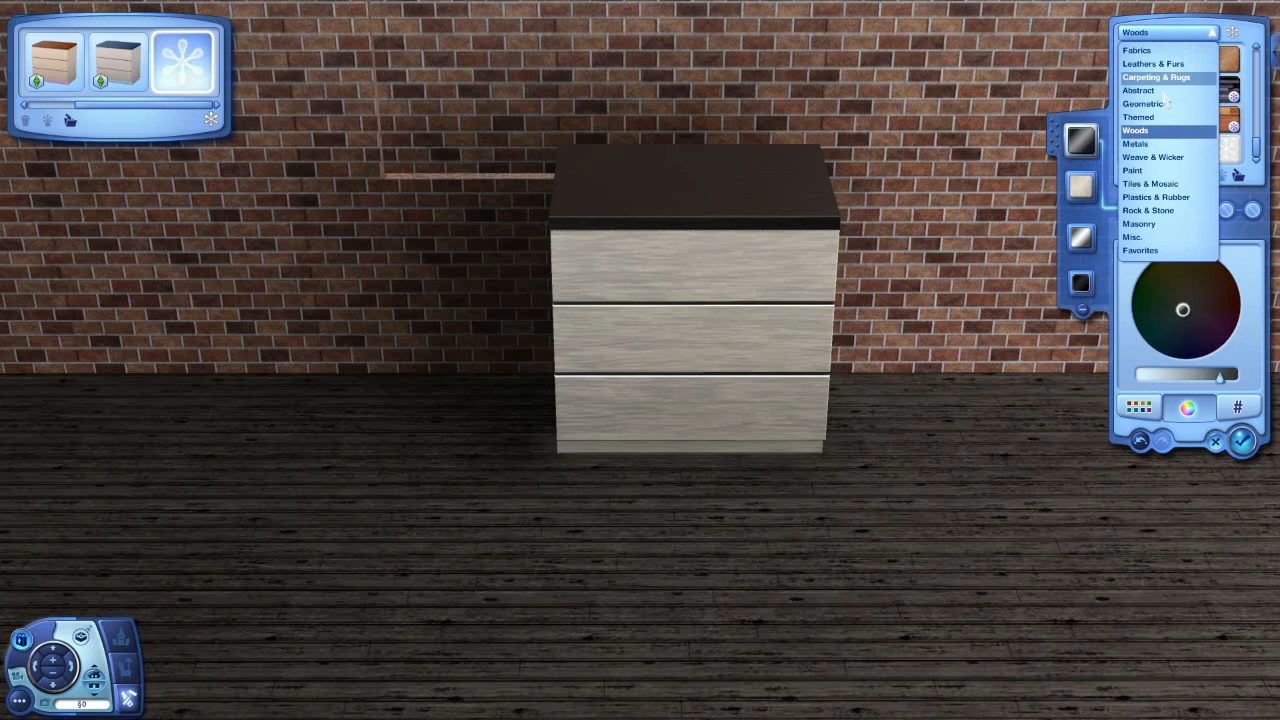 Woods
Fabrics
Leathers & Furs
Carpeting & Rugs
Abstract
Geometric
Themed
Woods
Metals
Weave & Wicker
Paint
Tiles & Mosaic
Plastics & Rubber
Rock & Stone
Masonry
Misc.
Favorites
#
§0